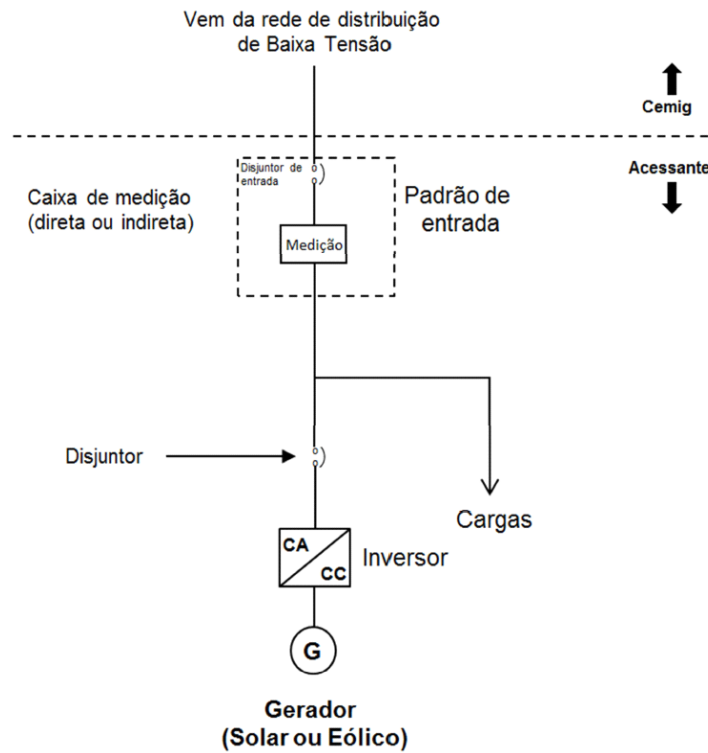 Vem da rede de distribuição
de Baixa Tensão
Cemig
Acessante
Disjuntor de
entrada
Caixa de medição
(direta ou indireta)
Padrão de
entrada
Medição
Disjuntor
Cargas
CA
CC
Inversor
G
Gerador
(Solar ou Eólico)